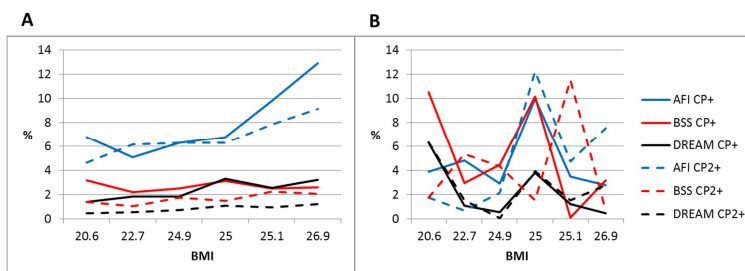 A
B
14
12
10
8
6
4
2
0
%
20.6 22.7 24.9 25 25.1 26.9
BMI
14
12
10
8
6
4
2
0
%
20.6 22.7 24.9 25 25.1 26.9
BMI
AFI CP+
BSS CP+
DREAM CP+
AFI CP2+
BSS CP2+
DREAM CP2+